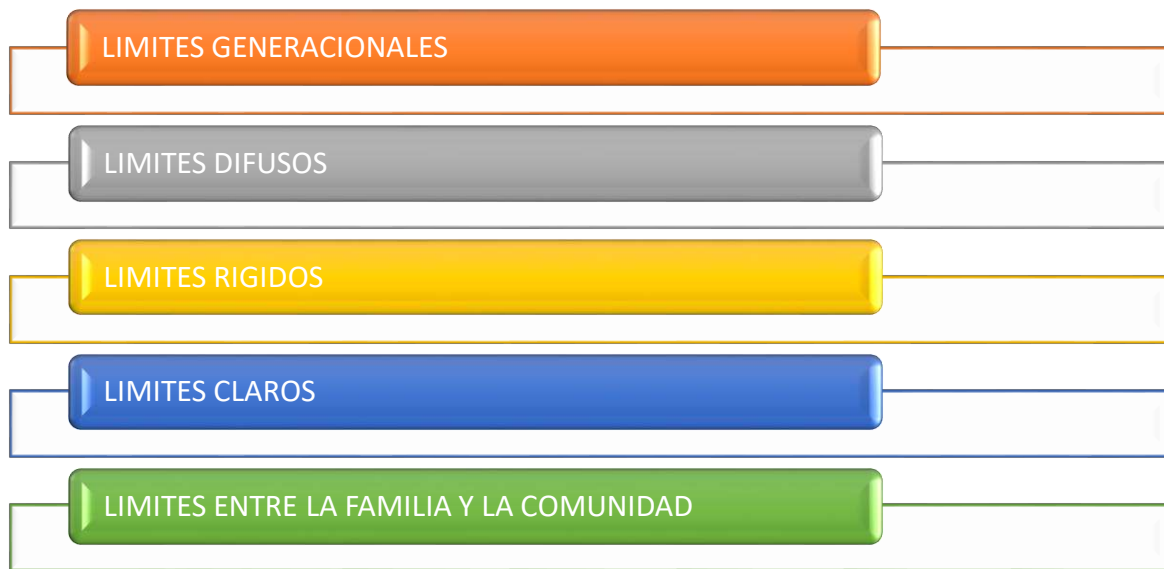 LIMITES GENERACIONALES
LIMITES DIFUSOS
LIMITES RIGIDOS
LIMITES CLAROS
LIMITES ENTRE LA FAMILIA Y LA COMUNIDAD